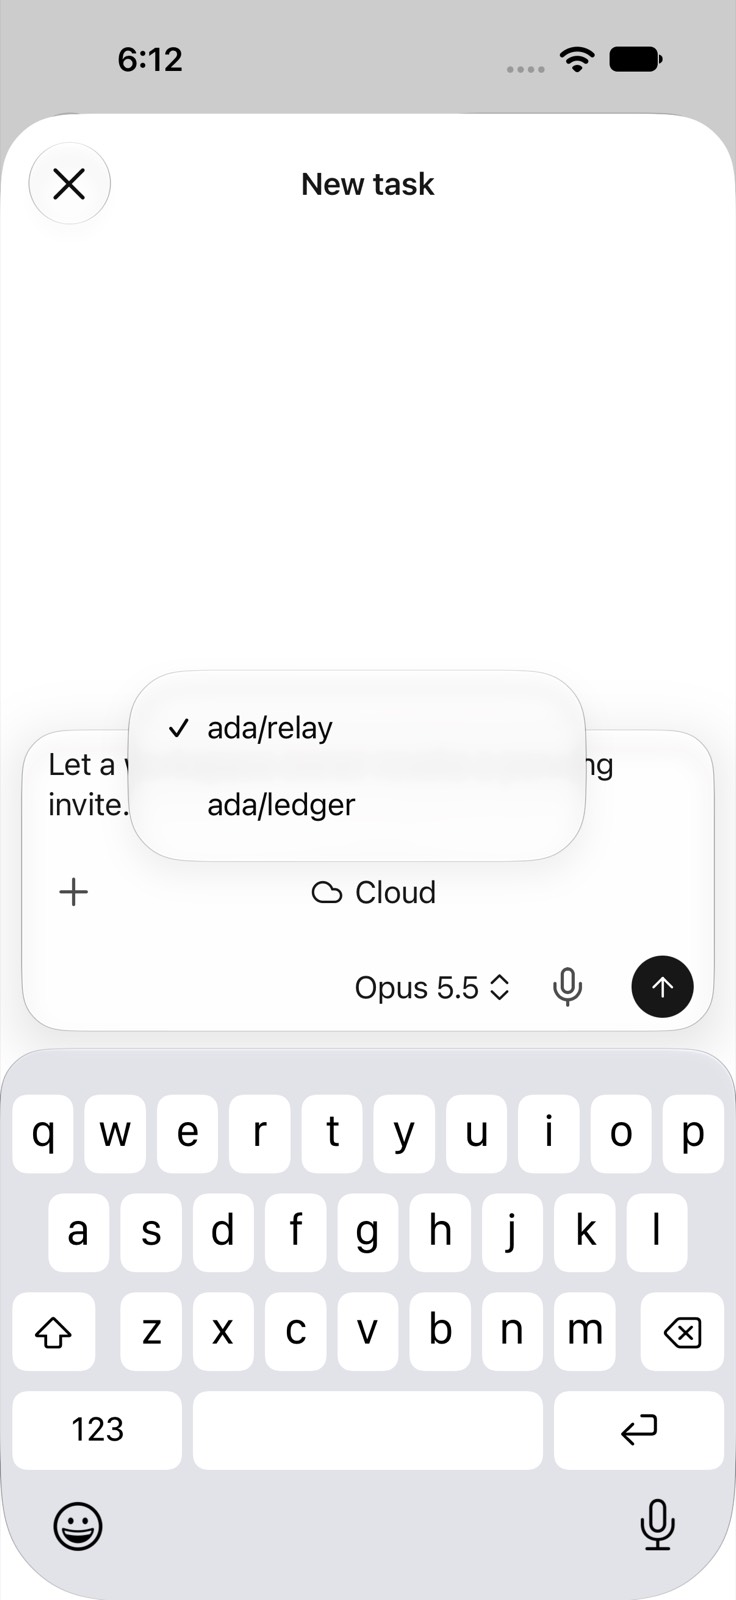 6:12
New task
ada/relay
Let a
ng
invite.
ada/ledger
Cloud
Opus 5.5
q w e r t y u i o p
a s d f g h j k l
z x c v b n m
123